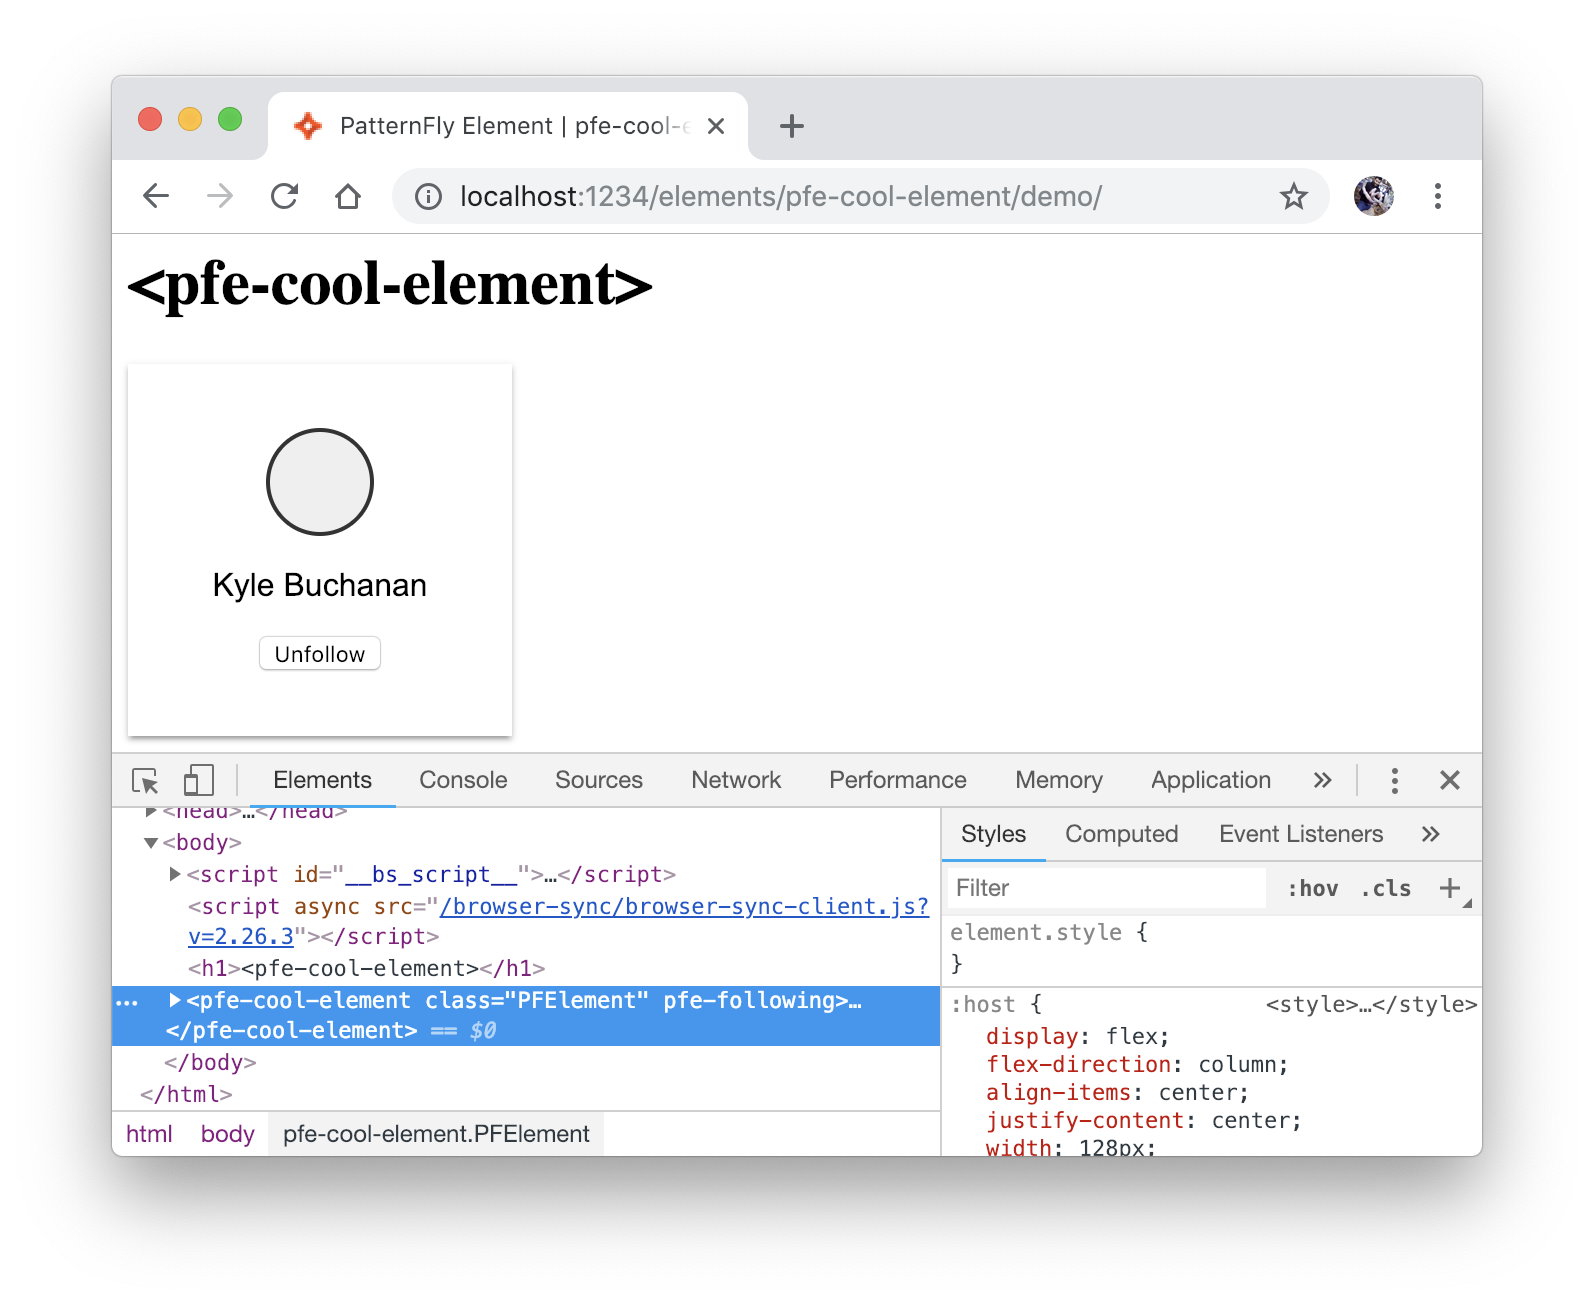 PatternFly Element | pfe-cool-e
localhost:1234/elements/pfe-cool-element/demo/
<pfe-cool-element>
Kyle Buchanan
Unfollow
Elements Console Sources Network Performance Memory Application
<head>…</head>
<body>
<script id="__bs_script__">…</script>
<script async src="/browser-sync/browser-sync-client.js?
v=2.26.3"></script>
<h1><pfe-cool-element></h1>
<pfe-cool-element class="PFElement" pfe-following>…
</pfe-cool-element> == $0
</body>
</html>
html body pfe-cool-element.PFElement
Styles Computed Event Listeners
Filter :hov .cls
element.style {
}
:host { <style>…</style>
display: flex;
flex-direction: column;
align-items: center;
justify-content: center;
width: 128px;